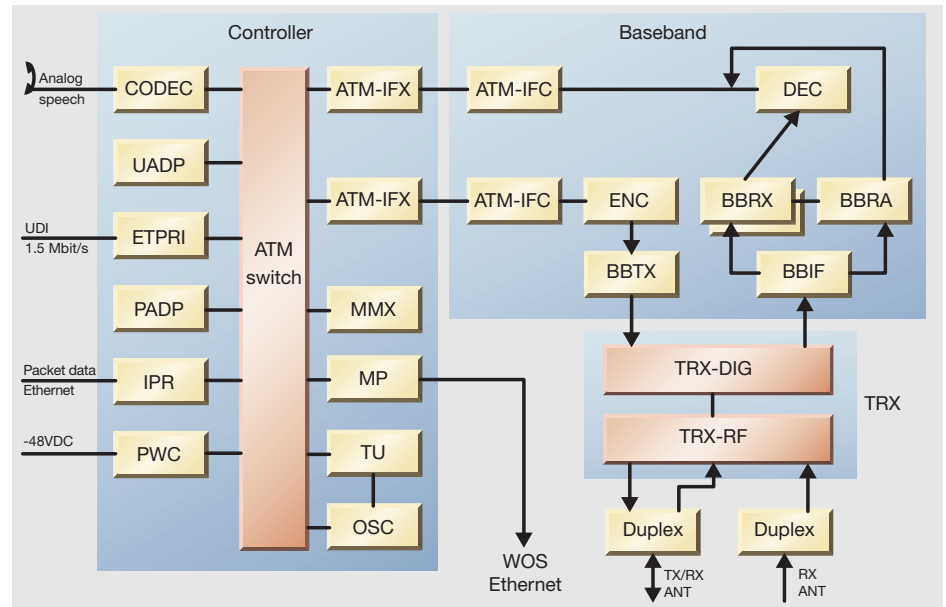 Controller
Baseband
Analog
speech
CODEC
ATM-IFX
ATM-IFC
DEC
UADP
ATM-IFX
ATM-IFC
ENC
BBRX
BBRA
UDI
1.5 Mbit/s
ETPRI
ATM
switch
BBTX
BBIF
PADP
MMX
Packet data
Ethernet
IPR
MP
TRX-DIG
TRX
-48VDC
PWC
TU
TRX-RF
OSC
Duplex
Duplex
WOS
Ethernet
TX/RX
ANT
RX
ANT